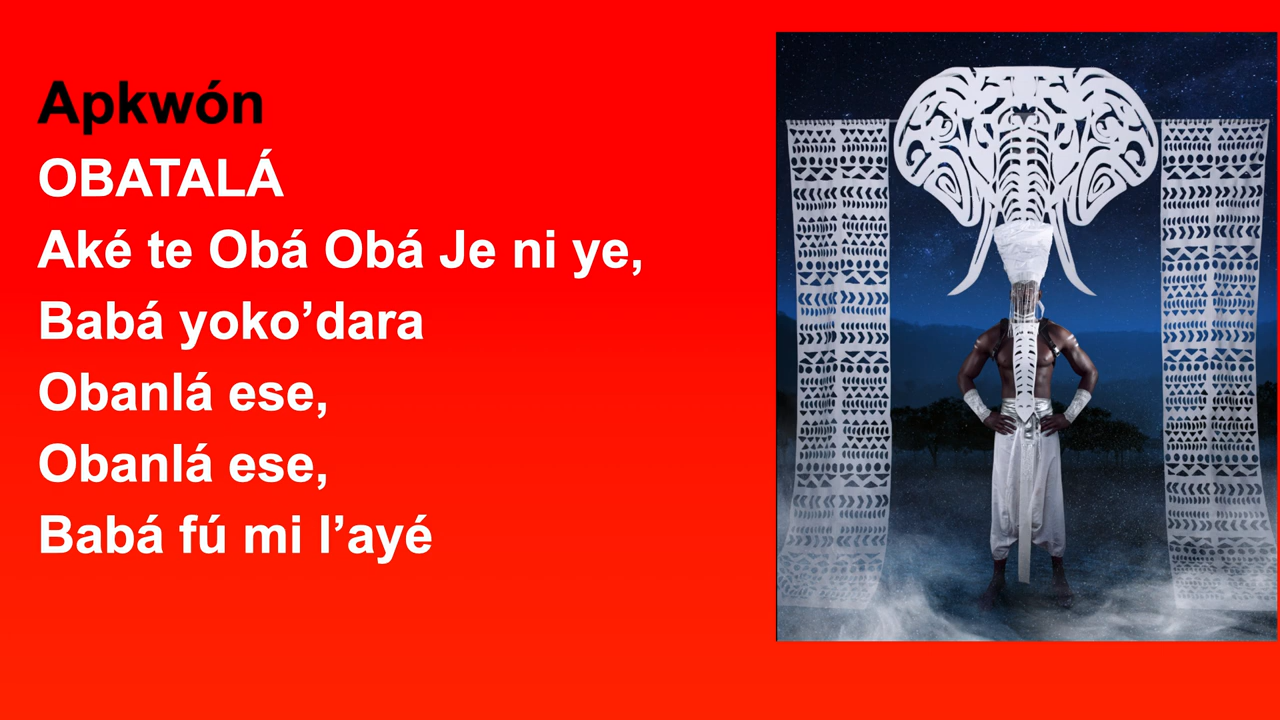 Apkwón
OBATALÁ
Aké te Obá Obá Je ni ye,
Babá yoko’dara
Obanlá ese,
Obanlá ese,
Babá fú mi l’ayé